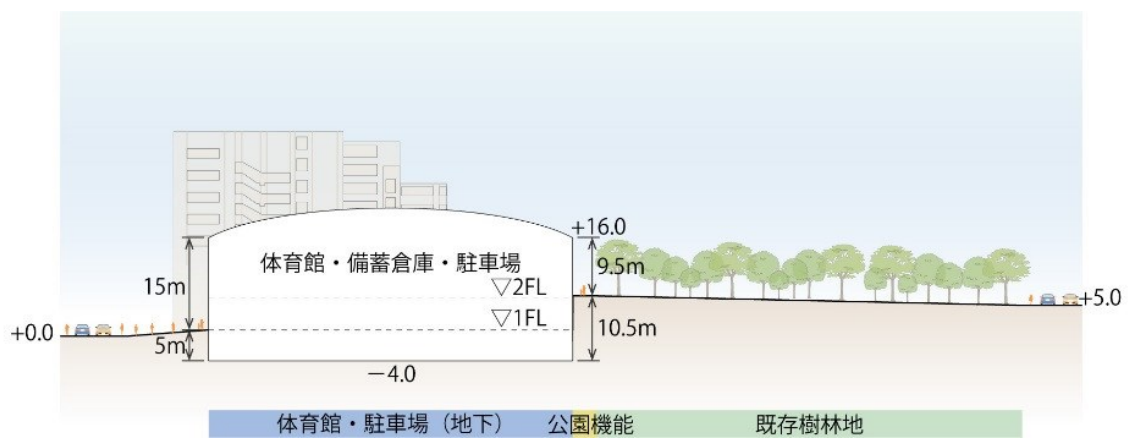 +16.0
体育館・備蓄倉庫・駐車場
9.5m
15m
▽2FL
▽1FL
+5.0
+0.0
10.5m
5m
−4.0
体育館・駐車場（地下）
公園機能
既存樹林地